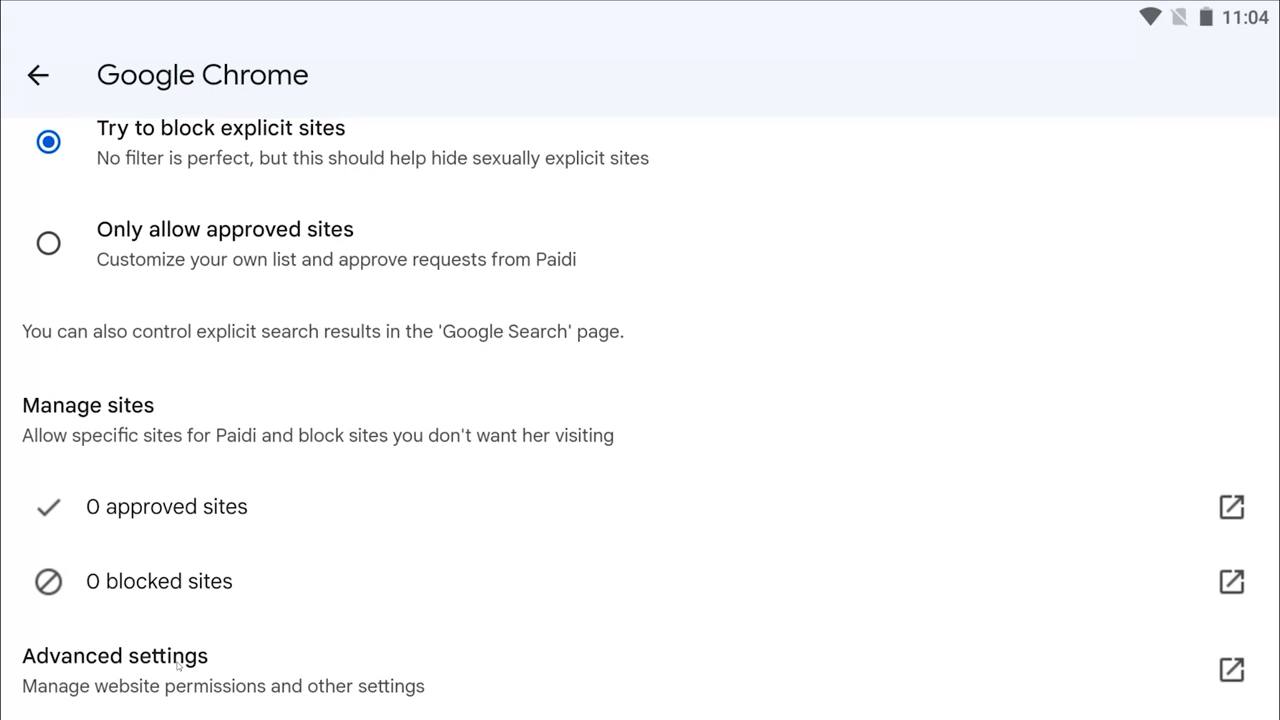 11:04
Google Chrome
Try to block explicit sites
No filter is perfect, but this should help hide sexually explicit sites
Only allow approved sites
Customize your own list and approve requests from Paidi
You can also control explicit search results in the 'Google Search' page.
Manage sites
Allow specific sites for Paidi and block sites you don't want her visiting
0 approved sites
0 blocked sites
Advanced settings
Manage website permissions and other settings